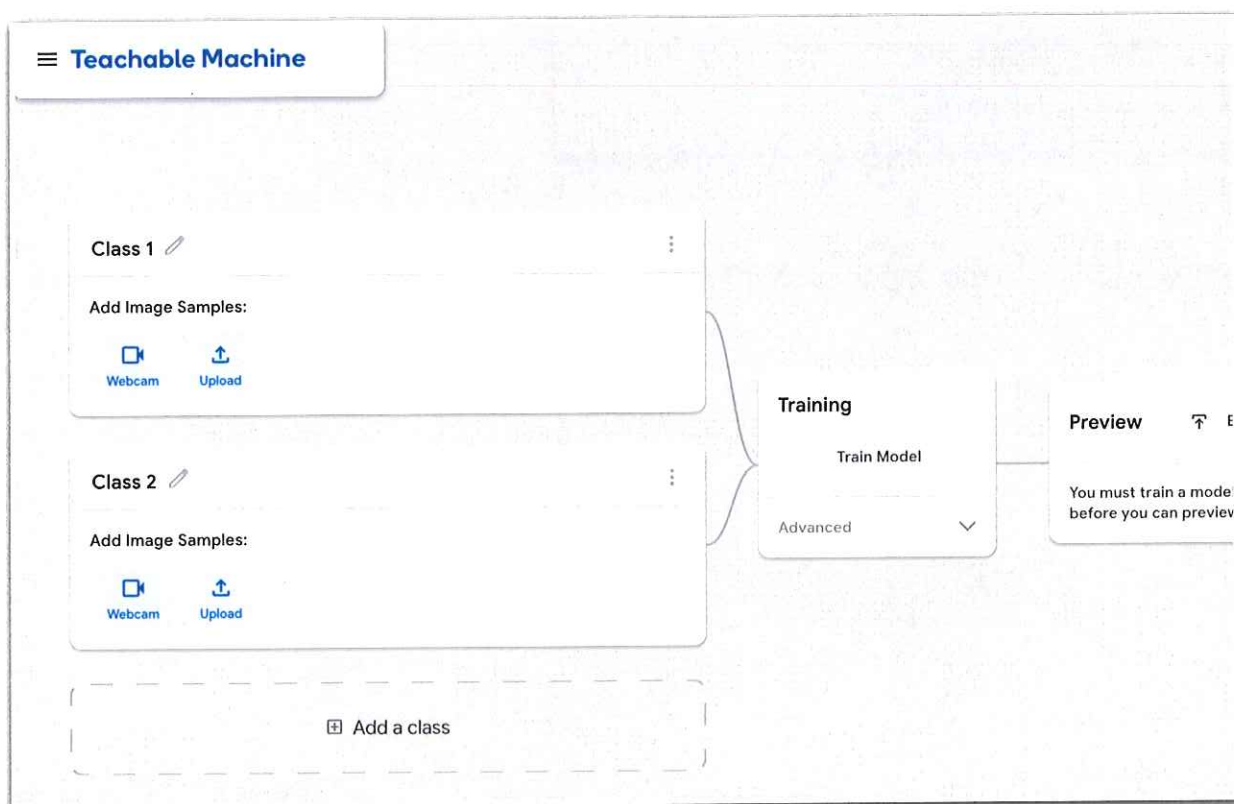 Teachable Machine
Class 1
Add Image Samples:
Webcam Upload
Class 2
Add Image Samples:
Webcam Upload
Add a class
Training
Train Model
Advanced
Preview
You must train a model
before you can preview